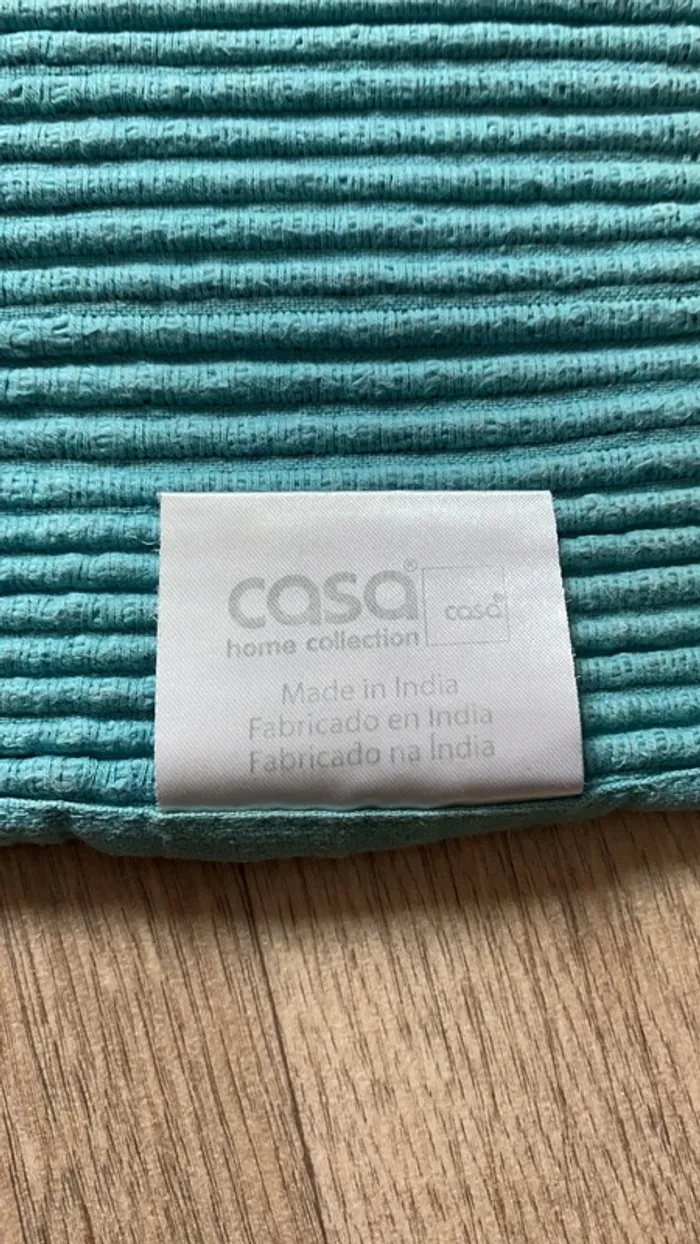 casa®
casa®
home collection
Made in India
Fabricado en India
Fabricado na Índia